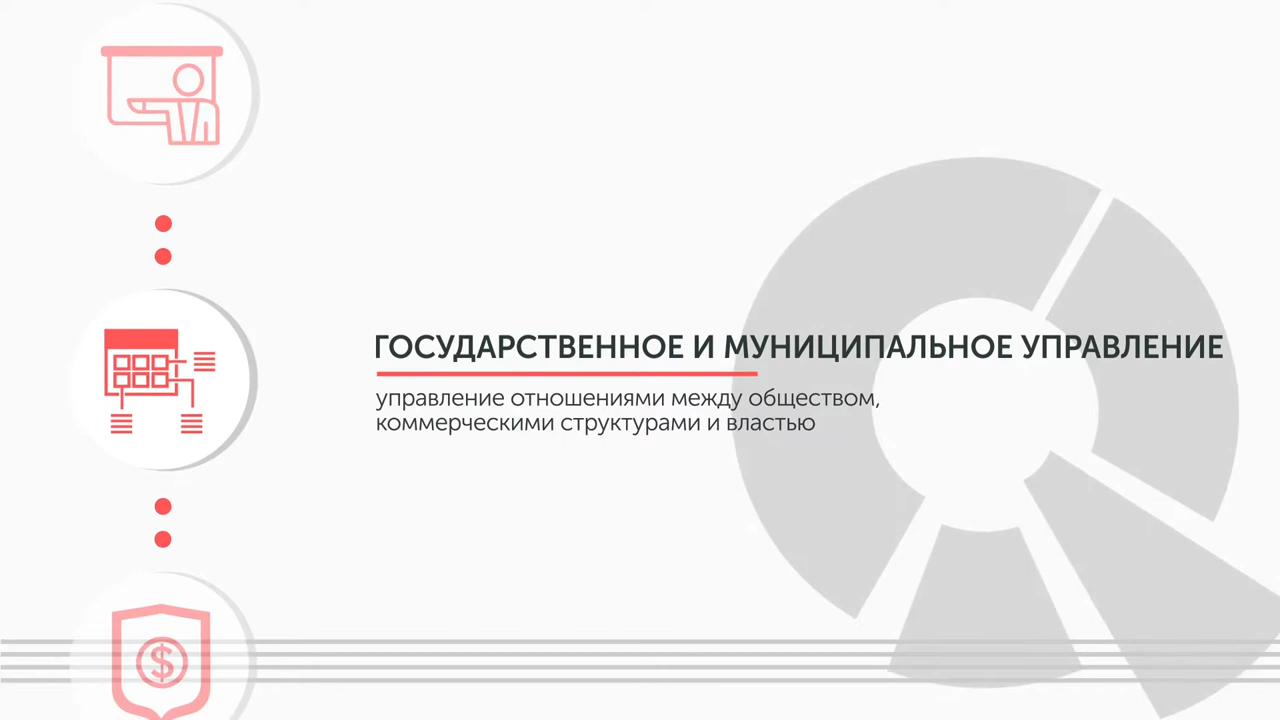 ГОСУДАРСТВЕННОЕ И МУНИЦИПАЛЬНОЕ УПРАВЛЕНИЕ
управление отношениями между обществом,
коммерческими структурами и властью
$